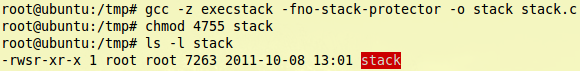 root@ubuntu:/tmp# gcc -z execstack -fno-stack-protector -o stack stack.c
root@ubuntu:/tmp# chmod 4755 stack
root@ubuntu:/tmp# ls -l stack
-rwsr-xr-x 1 root root 7263 2011-10-08 13:01 stack